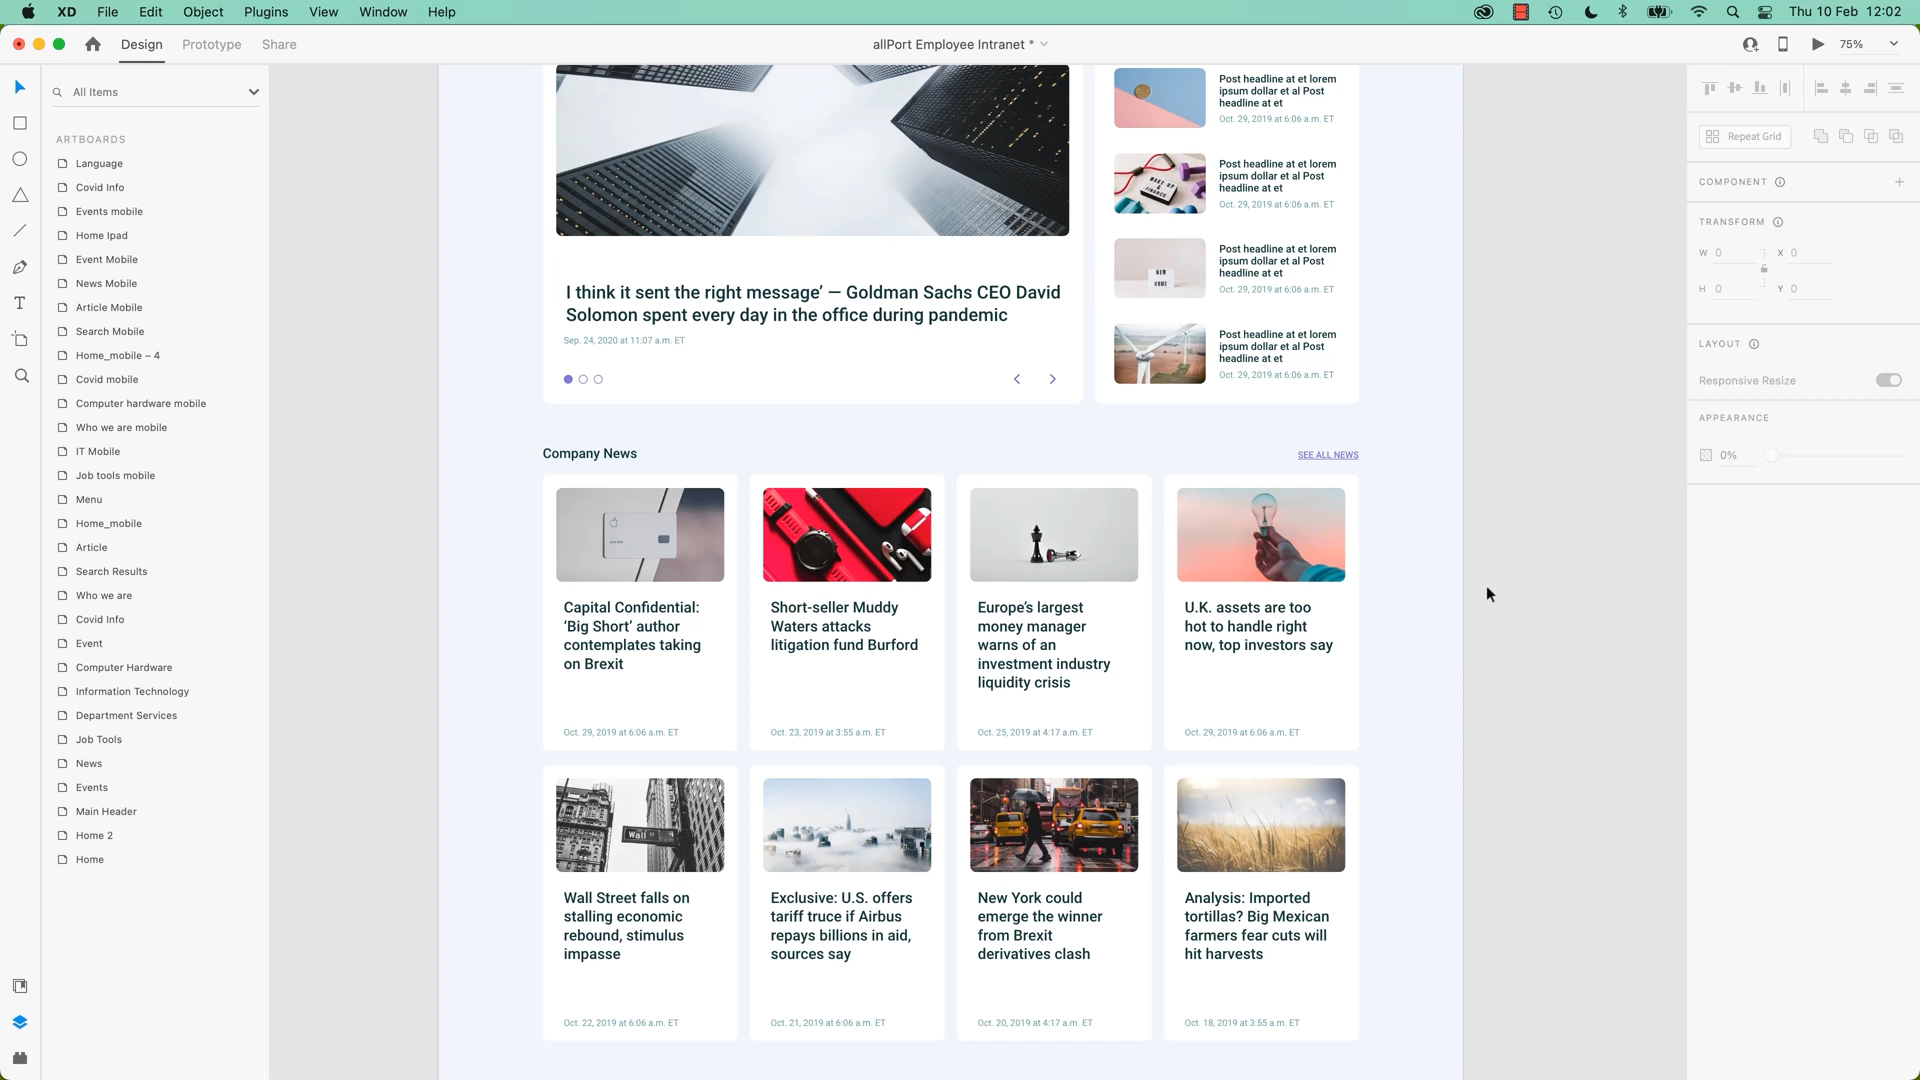 XD File Edit Object Plugins View Window Help
Thu 10 Feb 12:02
Design Prototype Share
allPort Employee Intranet *
75%
All Items
ARTBOARDS
Language
Covid Info
Events mobile
Home Ipad
Event Mobile
News Mobile
Article Mobile
Search Mobile
Home_mobile – 4
Covid mobile
Computer hardware mobile
Who we are mobile
IT Mobile
Job tools mobile
Menu
Home_mobile
Article
Search Results
Who we are
Covid Info
Event
Computer Hardware
Information Technology
Department Services
Job Tools
News
Events
Main Header
Home 2
Home
I think it sent the right message’ — Goldman Sachs CEO David
Solomon spent every day in the office during pandemic
Sep. 24, 2020 at 11:07 a.m. ET
Post headline at et lorem
ipsum dollar et al Post
headline at et
Oct. 29, 2019 at 6:06 a.m. ET
WAKE UP
&
FINANCE
Post headline at et lorem
ipsum dollar et al Post
headline at et
Oct. 29, 2019 at 6:06 a.m. ET
NEW
HOME
Post headline at et lorem
ipsum dollar et al Post
headline at et
Oct. 29, 2019 at 6:06 a.m. ET
Post headline at et lorem
ipsum dollar et al Post
headline at et
Oct. 29, 2019 at 6:06 a.m. ET
Company News
SEE ALL NEWS
Capital Confidential:
‘Big Short’ author
contemplates taking
on Brexit
Oct. 29, 2019 at 6:06 a.m. ET
Short-seller Muddy
Waters attacks
litigation fund Burford
Oct. 23, 2019 at 3:55 a.m. ET
Europe’s largest
money manager
warns of an
investment industry
liquidity crisis
Oct. 25, 2019 at 4:17 a.m. ET
U.K. assets are too
hot to handle right
now, top investors say
Oct. 29, 2019 at 6:06 a.m. ET
Wall
Wall Street falls on
stalling economic
rebound, stimulus
impasse
Oct. 22, 2019 at 6:06 a.m. ET
Exclusive: U.S. offers
tariff truce if Airbus
repays billions in aid,
sources say
Oct. 21, 2019 at 6:06 a.m. ET
New York could
emerge the winner
from Brexit
derivatives clash
Oct. 20, 2019 at 4:17 a.m. ET
Analysis: Imported
tortillas? Big Mexican
farmers fear cuts will
hit harvests
Oct. 18, 2019 at 3:55 a.m. ET
Repeat Grid
COMPONENT
TRANSFORM
W 0 X 0
H 0 Y 0
LAYOUT
Responsive Resize
APPEARANCE
0%